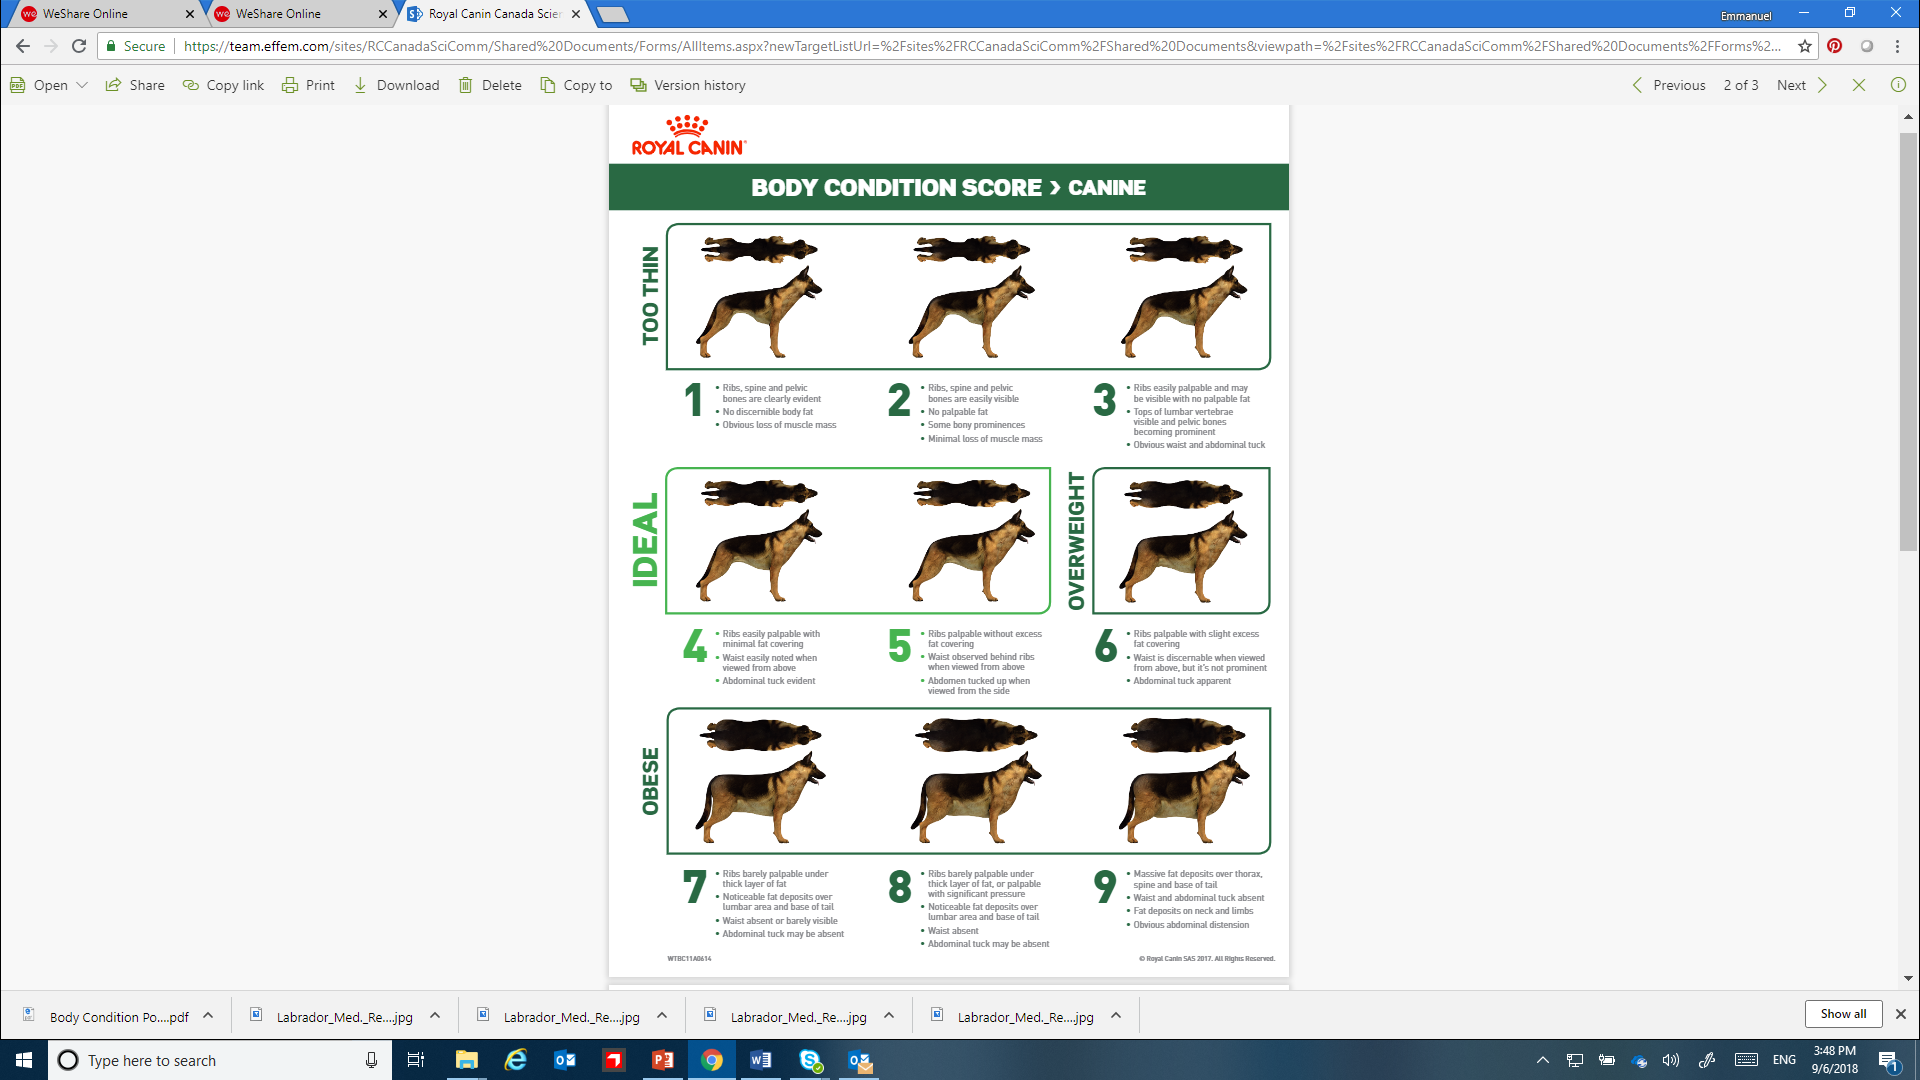 WeShare Online
WeShare Online
Royal Canin Canada Scien
Emmanuel
Secure
https://team.effem.com/sites/RCCanadaSciComm/Shared%20Documents/Forms/AllItems.aspx?newTargetListUrl=%2Fsites%2FRCCanadaSciComm%2FShared%20Documents&viewpath=%2Fsites%2FRCCanadaSciComm%2FShared%20Documents%2FForms%2...
Open Share Copy link Print Download Delete Copy to Version history
Previous 2 of 3 Next
ROYAL CANIN
BODY CONDITION SCORE > CANINE
TOO THIN
1
• Ribs, spine and pelvic
bones are clearly evident
• No discernible body fat
• Obvious loss of muscle mass
2
• Ribs, spine and pelvic
bones are easily visible
• No palpable fat
• Some bony prominences
• Minimal loss of muscle mass
3
• Ribs easily palpable and may
be visible with no palpable fat
• Tops of lumbar vertebrae
visible and pelvic bones
becoming prominent
• Obvious waist and abdominal tuck
IDEAL
OVERWEIGHT
4
• Ribs easily palpable with
minimal fat covering
• Waist easily noted when
viewed from above
• Abdominal tuck evident
5
• Ribs palpable without excess
fat covering
• Waist observed behind ribs
when viewed from above
• Abdomen tucked up when
viewed from the side
6
• Ribs palpable with slight excess
fat covering
• Waist is discernable when viewed
from above, but it's not prominent
• Abdominal tuck apparent
OBESE
7
• Ribs barely palpable under
thick layer of fat
• Noticeable fat deposits over
lumbar area and base of tail
• Waist absent or barely visible
• Abdominal tuck may be absent
8
• Ribs barely palpable under
thick layer of fat, or palpable
with significant pressure
• Noticeable fat deposits over
lumbar area and base of tail
• Waist absent
• Abdominal tuck may be absent
9
• Massive fat deposits over thorax,
spine and base of tail
• Waist and abdominal tuck absent
• Fat deposits on neck and limbs
• Obvious abdominal distension
WTBC11A0614
© Royal Canin SAS 2017. All Rights Reserved.
Body Condition Po....pdf
Labrador_Med._Re....jpg
Labrador_Med._Re....jpg
Labrador_Med._Re....jpg
Labrador_Med._Re....jpg
Show all
Type here to search
ENG
3:48 PM
9/6/2018
1